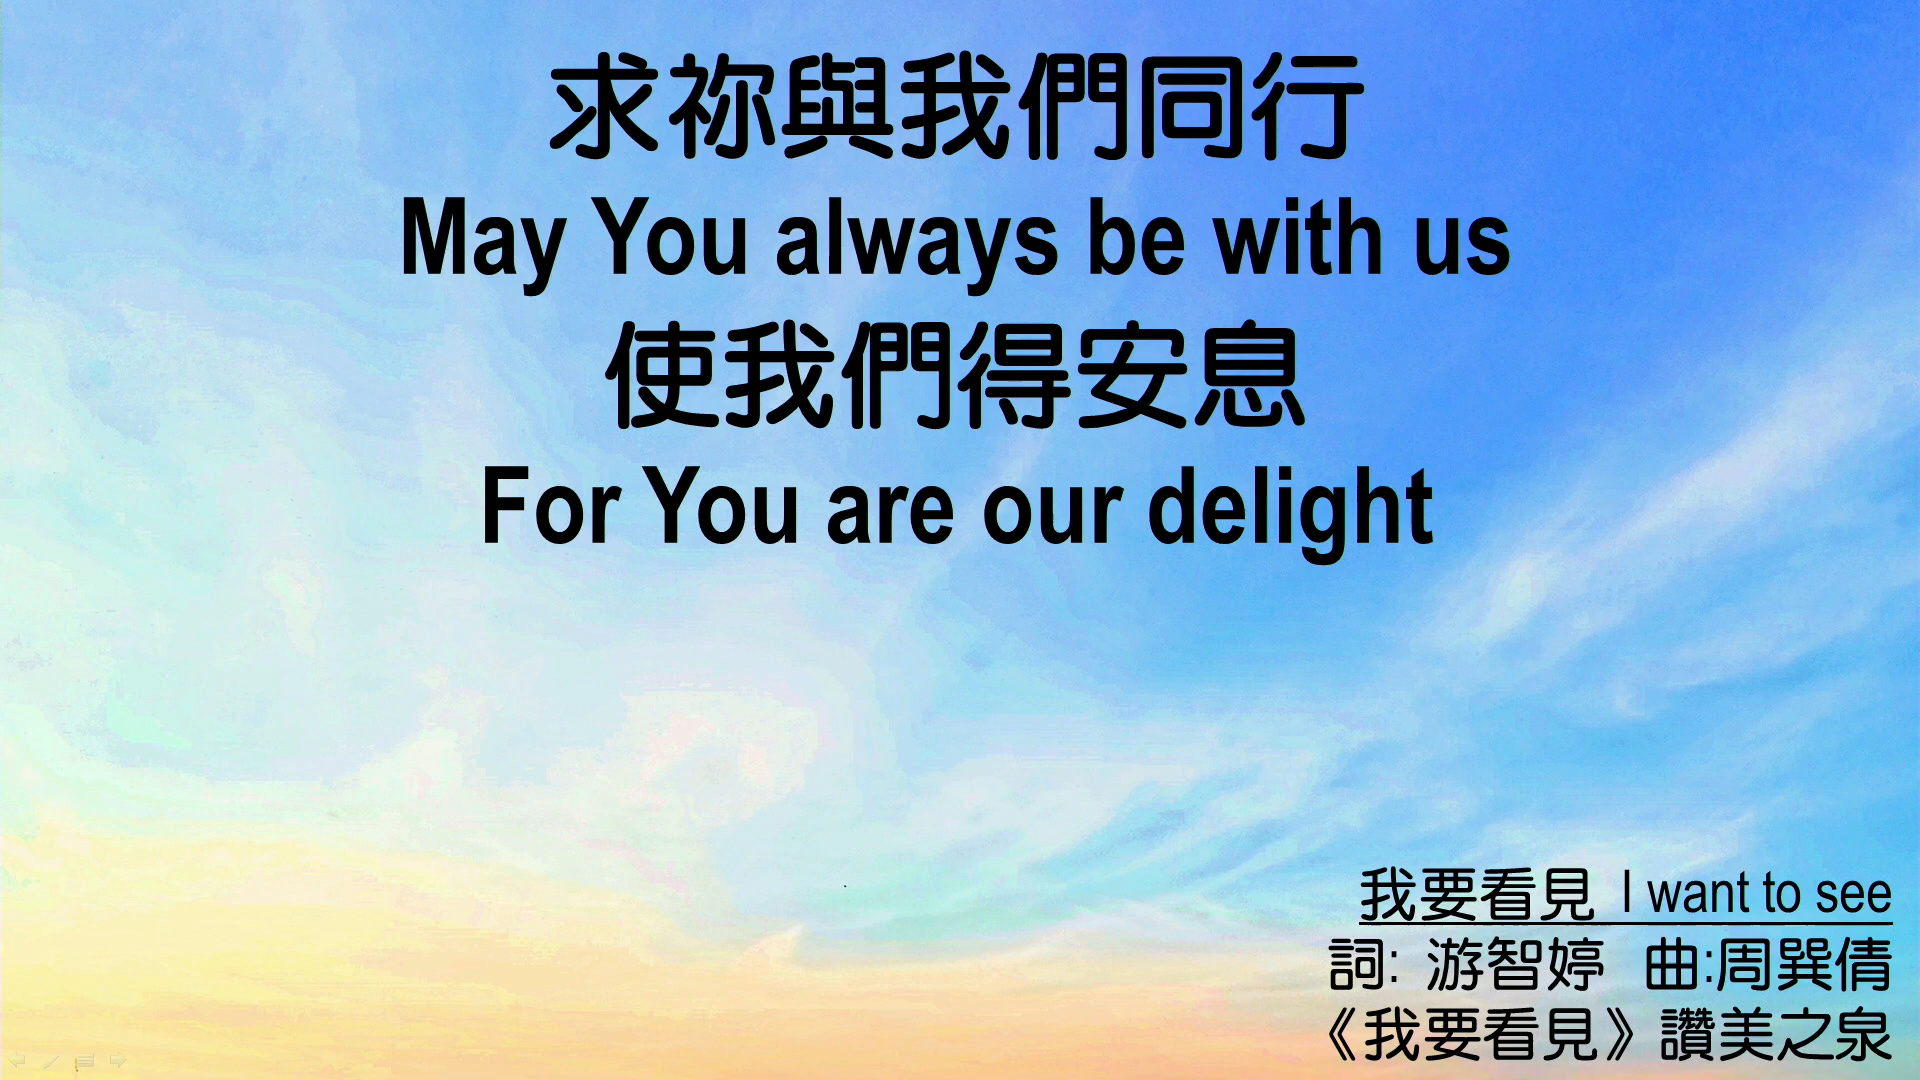 求祢與我們同行
May You always be with us
使我們得安息
For You are our delight
我要看見 I want to see
詞: 游智婷 曲:周巽倩
《我要看見》讚美之泉